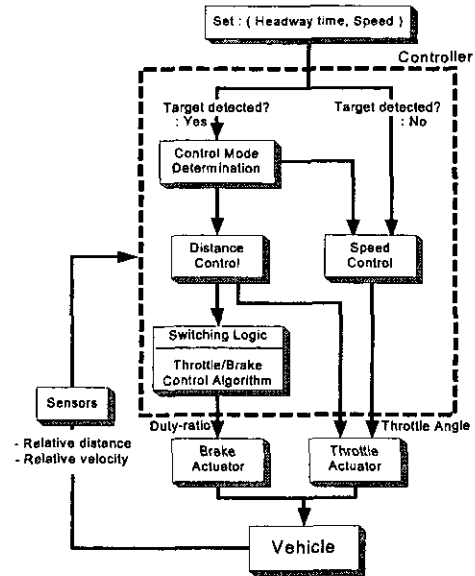 Set : ( Headway time, Speed )
Controller
Target detected?
: Yes
Target detected?
: No
Control Mode
Determination
Distance
Control
Speed
Control
Switching Logic
Throttle/Brake
Control Algorithm
Sensors
- Relative distance
- Relative velocity
Duty-ratio
Throttle Angle
Brake
Actuator
Throttle
Actuator
Vehicle